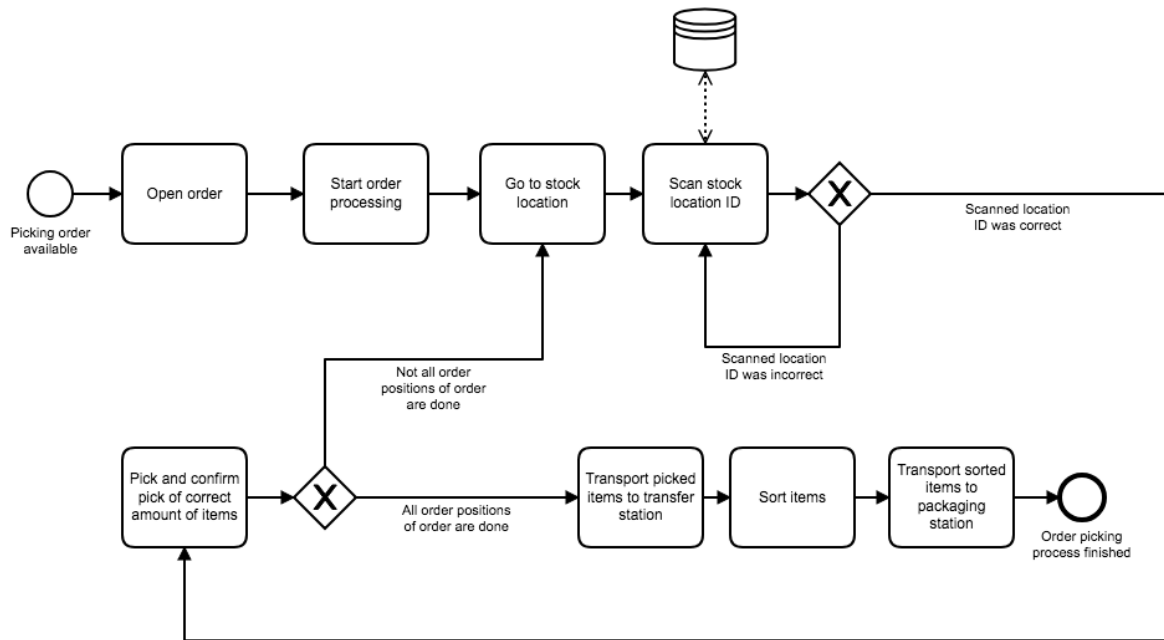 Open order
Start order
processing
Go to stock
location
Scan stock
location ID
X
Picking order
available
Scanned location
ID was correct
Scanned location
ID was incorrect
Not all order
positions of order
are done
Pick and confirm
pick of correct
amount of items
X
All order positions
of order are done
Transport picked
items to transfer
station
Sort items
Transport sorted
items to
packaging
station
Order picking
process finished